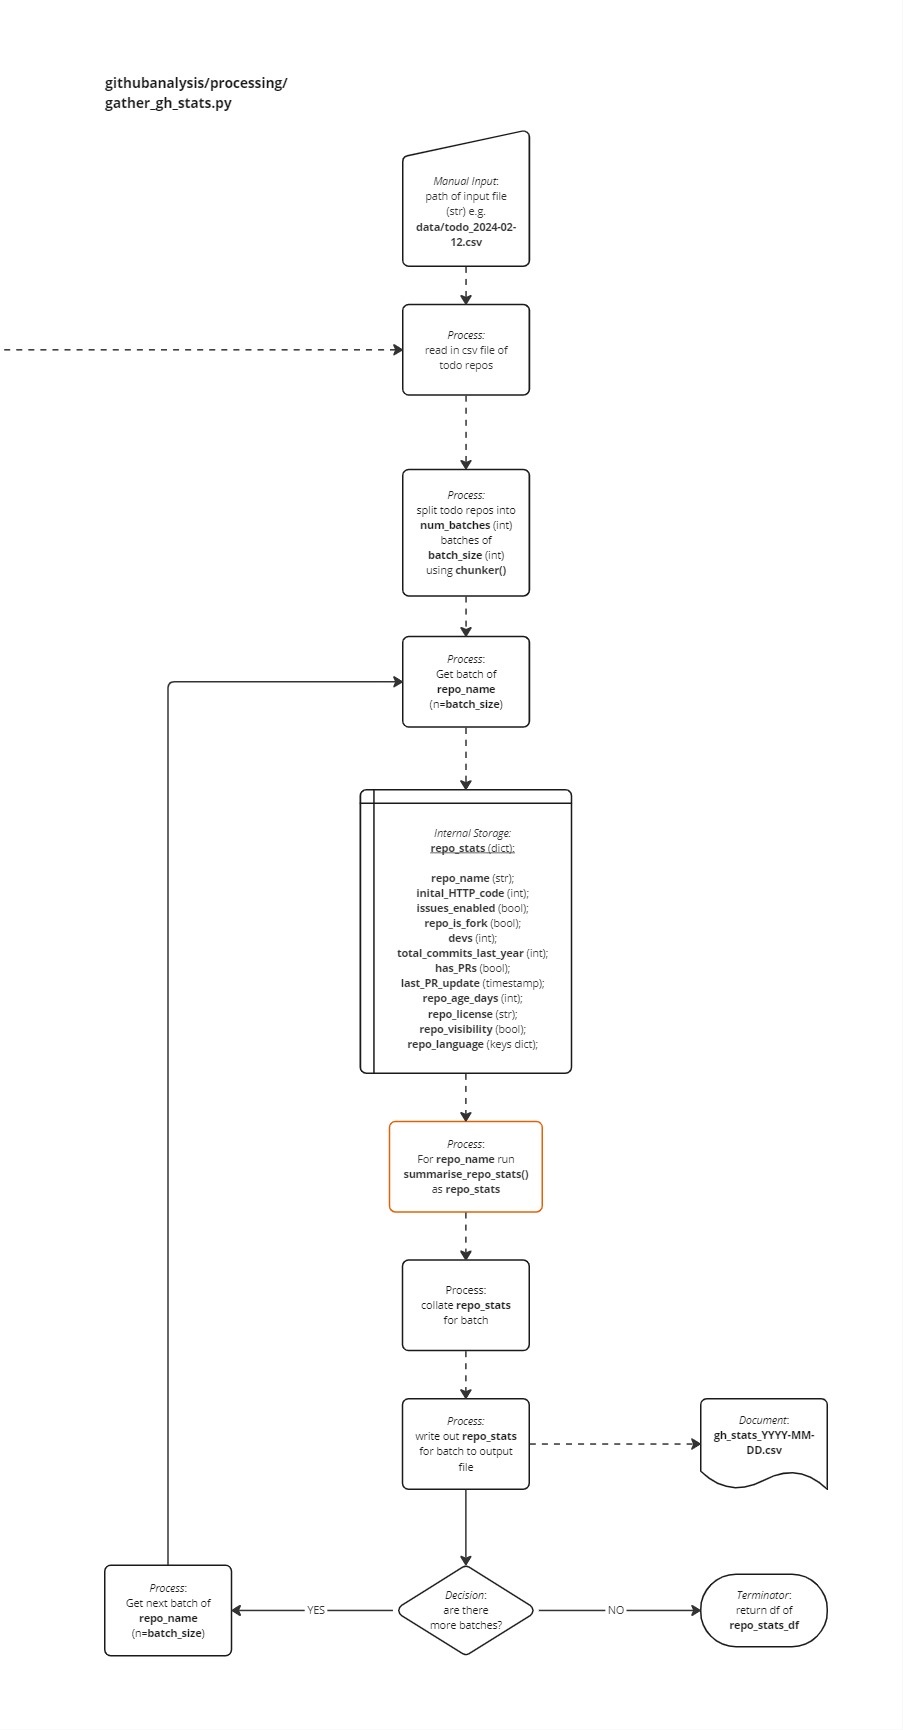 githubanalysis/processing/
gather_gh_stats.py
Manual Input:
path of input file
(str) e.g.
data/todo_2024-02-
12.csv
Process:
read in csv file of
todo repos
Process:
split todo repos into
num_batches (int)
batches of
batch_size (int)
using chunker()
Process:
Get batch of
repo_name
(n=batch_size)
Internal Storage:
repo_stats (dict):
repo_name (str);
inital_HTTP_code (int);
issues_enabled (bool);
repo_is_fork (bool);
devs (int);
total_commits_last_year (int);
has_PRs (bool);
last_PR_update (timestamp);
repo_age_days (int);
repo_license (str);
repo_visibility (bool);
repo_language (keys dict);
Process:
For repo_name run
summarise_repo_stats()
as repo_stats
Process:
collate repo_stats
for batch
Process:
write out repo_stats
for batch to output
file
Document:
gh_stats_YYYY-MM-
DD.csv
Process:
Get next batch of
repo_name
(n=batch_size)
YES
Decision:
are there
more batches?
NO
Terminator:
return df of
repo_stats_df